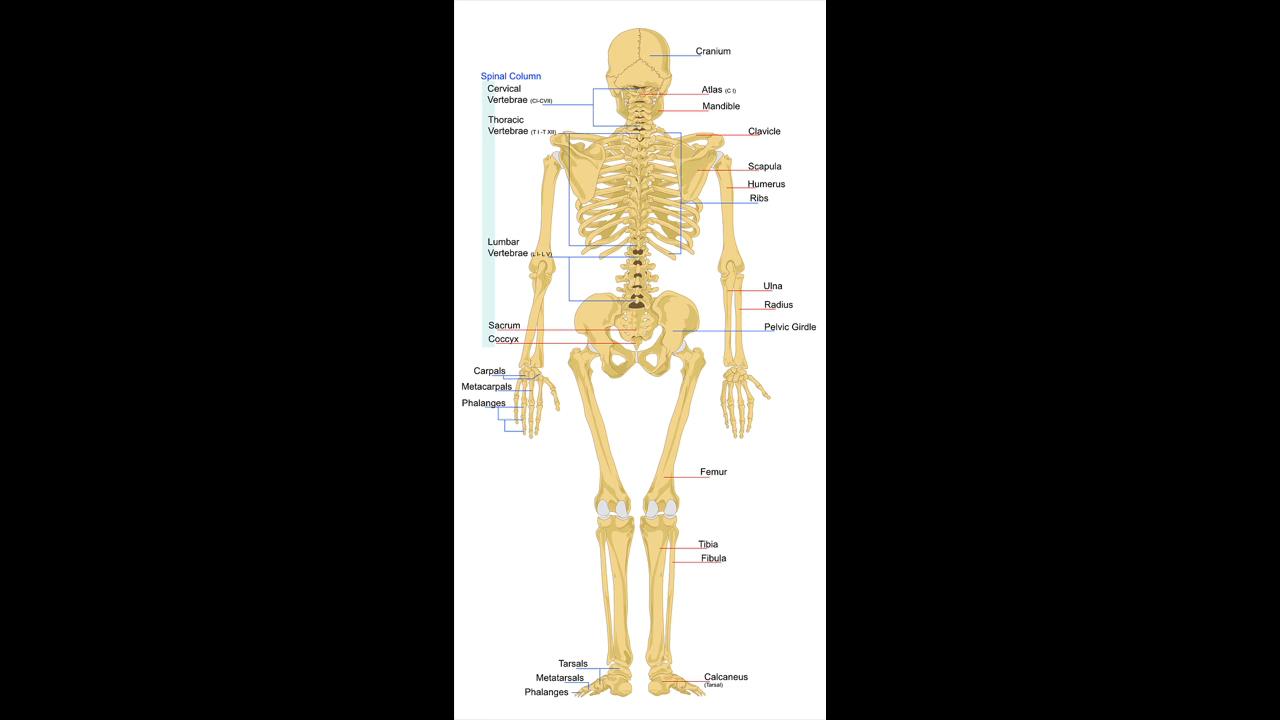 Cranium
Spinal Column
Cervical
Vertebrae (CI-CVII)
Atlas (C I)
Mandible
Thoracic
Vertebrae (T I -T XII)
Clavicle
Scapula
Humerus
Ribs
Lumbar
Vertebrae (L I- L V)
Ulna
Radius
Sacrum
Pelvic Girdle
Coccyx
Carpals
Metacarpals
Phalanges
Femur
Tibia
Fibula
Tarsals
Metatarsals
Phalanges
Calcaneus
(Tarsal)